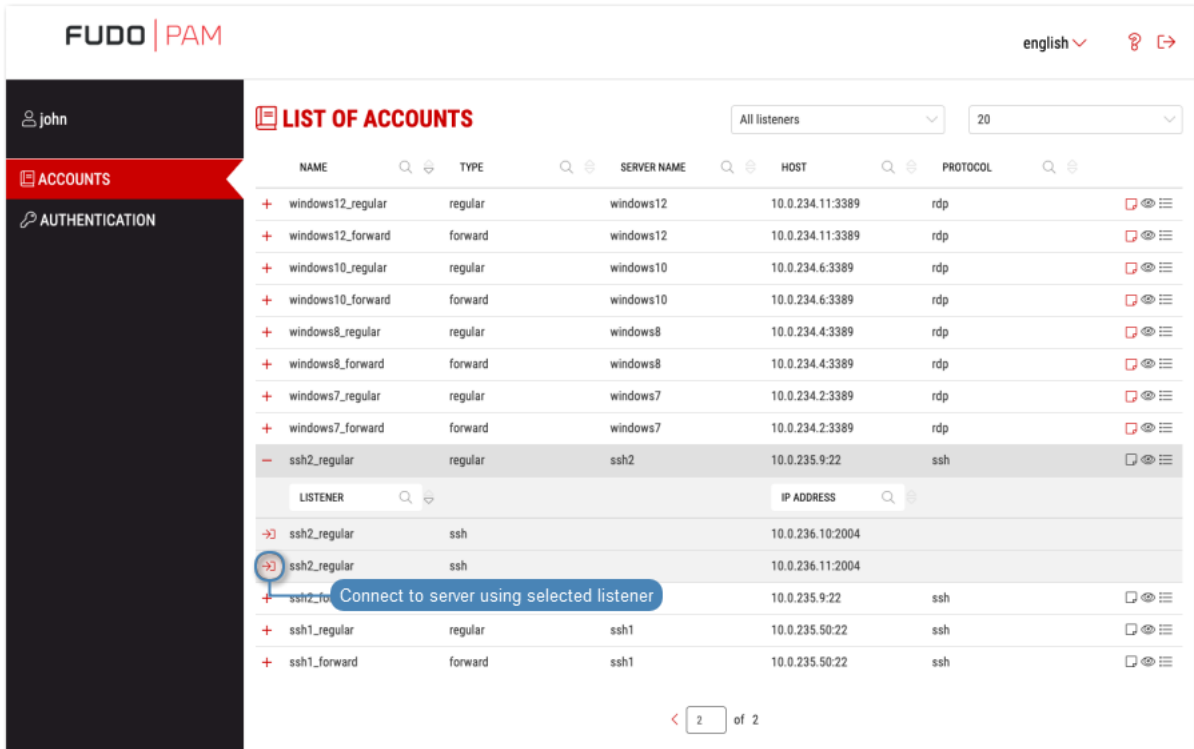 FUDO PAM
english
john
LIST OF ACCOUNTS
All listeners
20
ACCOUNTS
AUTHENTICATION
NAME TYPE SERVER NAME HOST PROTOCOL
windows12_regular regular windows12 10.0.234.11:3389 rdp
windows12_forward forward windows12 10.0.234.11:3389 rdp
windows10_regular regular windows10 10.0.234.6:3389 rdp
windows10_forward forward windows10 10.0.234.6:3389 rdp
windows8_regular regular windows8 10.0.234.4:3389 rdp
windows8_forward forward windows8 10.0.234.4:3389 rdp
windows7_regular regular windows7 10.0.234.2:3389 rdp
windows7_forward forward windows7 10.0.234.2:3389 rdp
ssh2_regular regular ssh2 10.0.235.9:22 ssh
LISTENER IP ADDRESS
ssh2_regular ssh 10.0.236.10:2004
ssh2_regular ssh 10.0.236.11:2004
Connect to server using selected listener
10.0.235.9:22 ssh
ssh1_regular regular ssh1 10.0.235.50:22 ssh
ssh1_forward forward ssh1 10.0.235.50:22 ssh
2 of 2